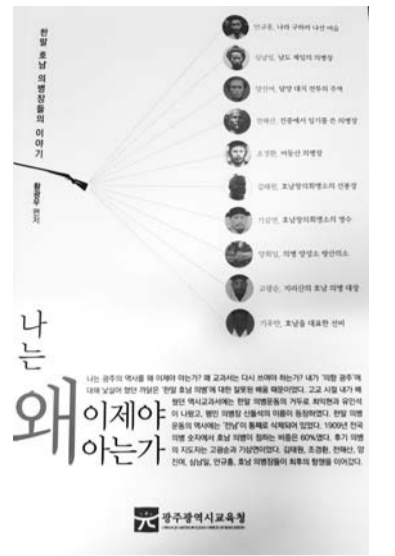 한말 호남 의병장들의 이야기
황광우 편저
안규홍, 나라 구하러 나선 머슴
심남일, 남도 제일의 의병장
양진여, 담양 대치 전투의 주역
전해산, 진중에서 일기를 쓴 의병장
조경환, 어등산 의병장
김태원, 호남창의회맹소의 선봉장
기삼연, 호남창의회맹소의 맹주
양회일, 의병 양성소 쌍산의소
고광순, 지리산의 호남 의병 대장
기우만, 호남을 대표한 선비
나는
왜
이제야
아는가
나는 광주의 역사를 왜 이제야 아는가? 왜 교과서는 다시 쓰여야 하는가? 내가 '의향 광주'에
대해 낯설어 했던 까닭은 '한말 호남 의병'에 대한 잘못된 배움 때문이었다. 고교 시절 내가 배
웠던 역사교과서에는 한말 의병운동의 거두로 최익현과 유인석
이 나왔고, 평민 의병장 신돌석의 이름이 등장하였다. 한말 의병
운동의 역사에는 '전남'이 통째로 삭제되어 있었다. 1909년 전국
의병 숫자에서 호남 의병이 점하는 비중은 60%였다. 후기 의병
의 지도자는 고광순과 기삼연이었다. 김태원, 조경환, 전해산, 양
진여, 심남일, 안규홍, 호남 의병장들이 최후의 항쟁을 이어갔다.
광주광역시교육청